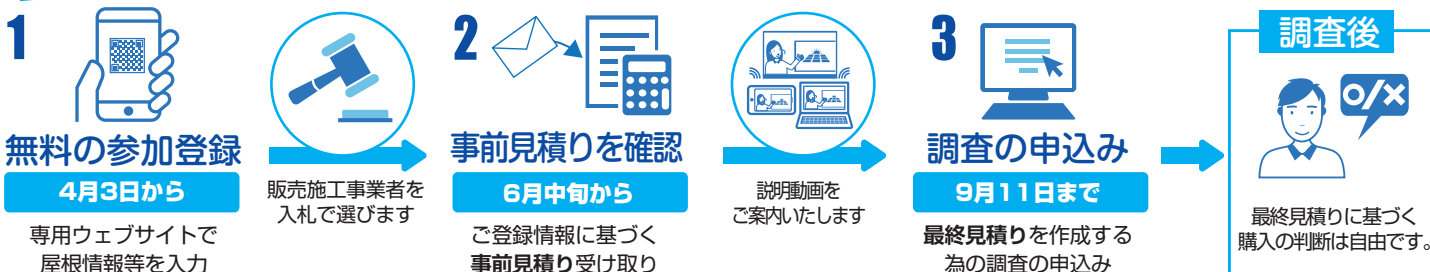 1
無料の参加登録
4月3日から
専用ウェブサイトで
屋根情報等を入力
販売施工事業者を
入札で選びます
2
事前見積りを確認
6月中旬から
ご登録情報に基づく
事前見積り受け取り
説明動画を
ご案内いたします
3
調査の申込み
9月11日まで
最終見積りを作成する
為の調査の申込み
調査後
o/×
最終見積りに基づく
購入の判断は自由です。